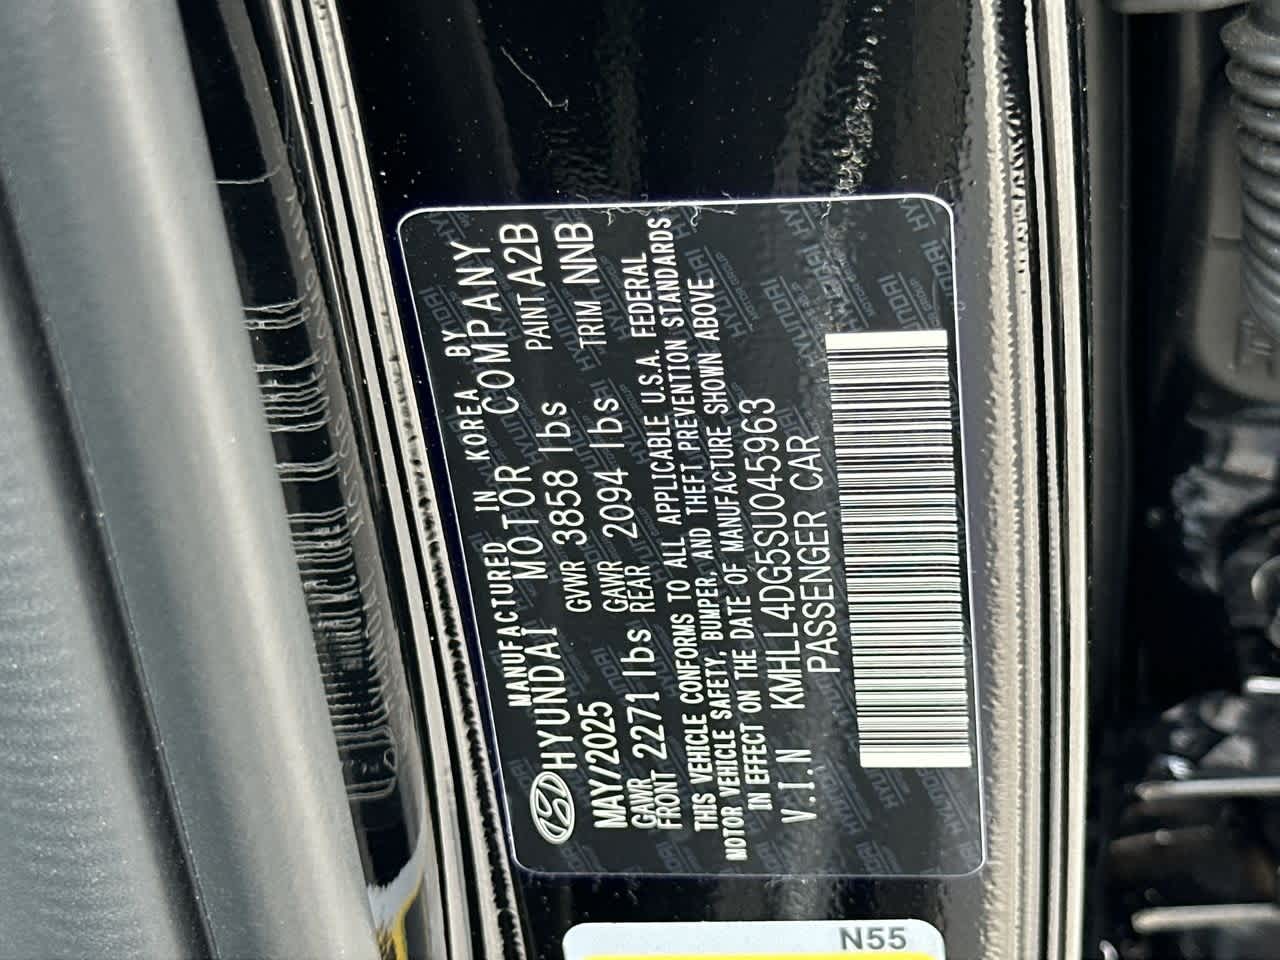 MANUFACTURED IN KOREA BY
HYUNDAI MOTOR COMPANY
MAY/2025 GVWR 3858 lbs PAINT A2B
GAWR FRONT 2271 lbs GAWR REAR 2094 lbs TRIM NNB
THIS VEHICLE CONFORMS TO ALL APPLICABLE U.S.A. FEDERAL
MOTOR VEHICLE SAFETY, BUMPER, AND THEFT PREVENTION STANDARDS
IN EFFECT ON THE DATE OF MANUFACTURE SHOWN ABOVE
V.I.N KMHLL4DG5SU045963
PASSENGER CAR
N55